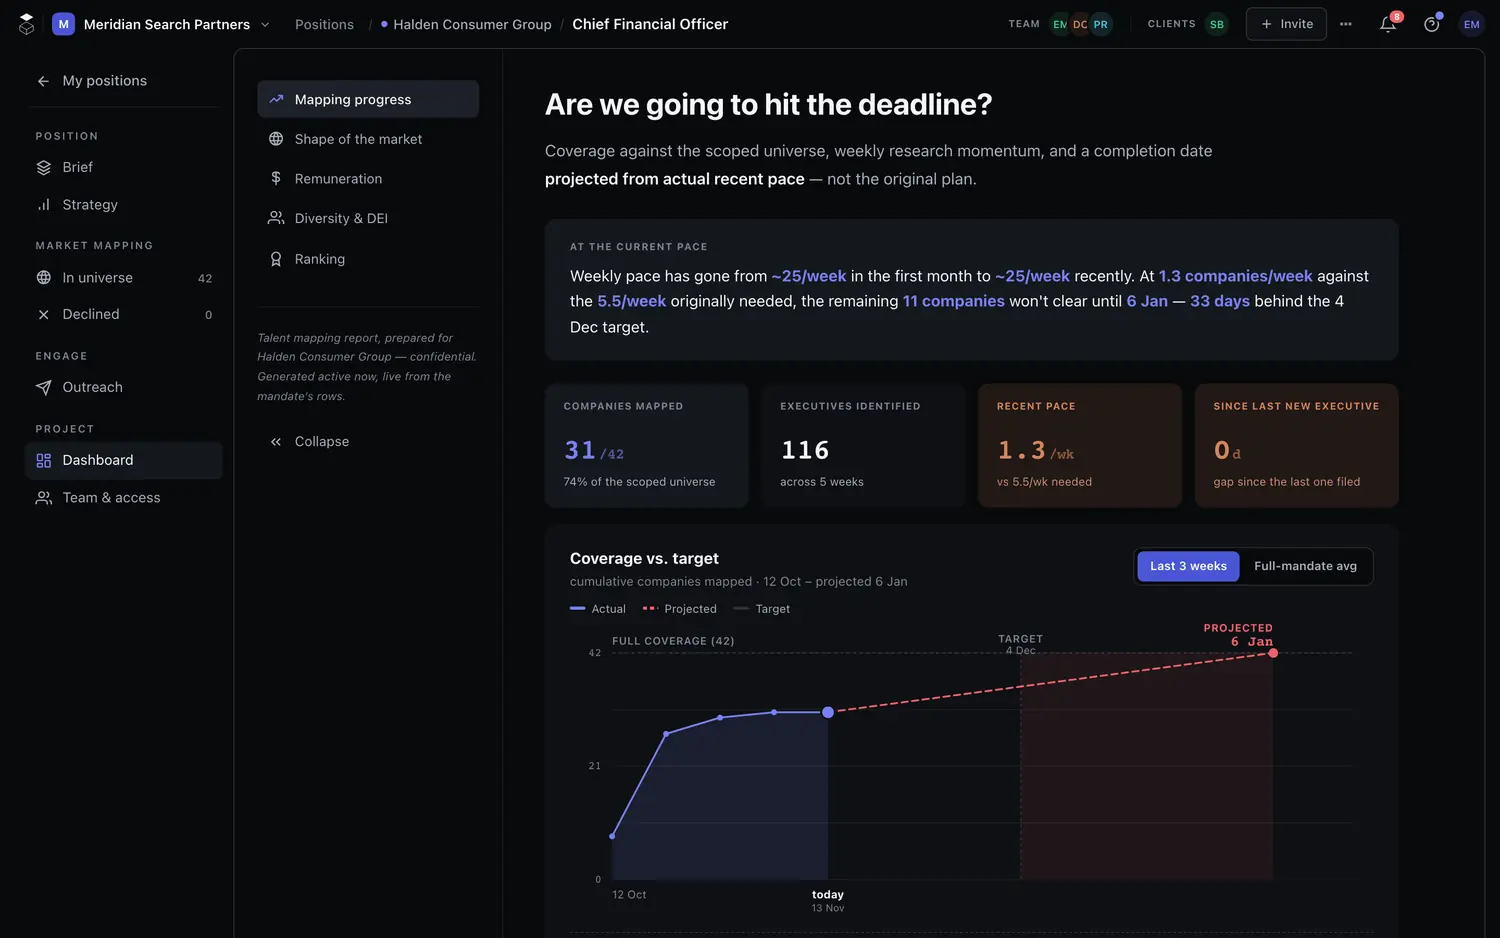 M Meridian Search Partners Positions / Halden Consumer Group / Chief Financial Officer
TEAM EM DC PR CLIENTS SB + Invite 8 EM
My positions
POSITION
Brief
Strategy
MARKET MAPPING
In universe 42
Declined 0
ENGAGE
Outreach
PROJECT
Dashboard
Team & access
Mapping progress
Shape of the market
Remuneration
Diversity & DEI
Ranking
Talent mapping report, prepared for
Halden Consumer Group — confidential.
Generated active now, live from the
mandate's rows.
Collapse
Are we going to hit the deadline?
Coverage against the scoped universe, weekly research momentum, and a completion date
projected from actual recent pace — not the original plan.
AT THE CURRENT PACE
Weekly pace has gone from ~25/week in the first month to ~25/week recently. At 1.3 companies/week against
the 5.5/week originally needed, the remaining 11 companies won't clear until 6 Jan — 33 days behind the 4
Dec target.
COMPANIES MAPPED
31 /42
74% of the scoped universe
EXECUTIVES IDENTIFIED
116
across 5 weeks
RECENT PACE
1.3 /wk
vs 5.5/wk needed
SINCE LAST NEW EXECUTIVE
0 d
gap since the last one filed
Coverage vs. target
cumulative companies mapped · 12 Oct – projected 6 Jan
Last 3 weeks Full-mandate avg
Actual Projected Target
FULL COVERAGE (42)
TARGET
4 Dec
PROJECTED
6 Jan
42
21
0
12 Oct
today
13 Nov